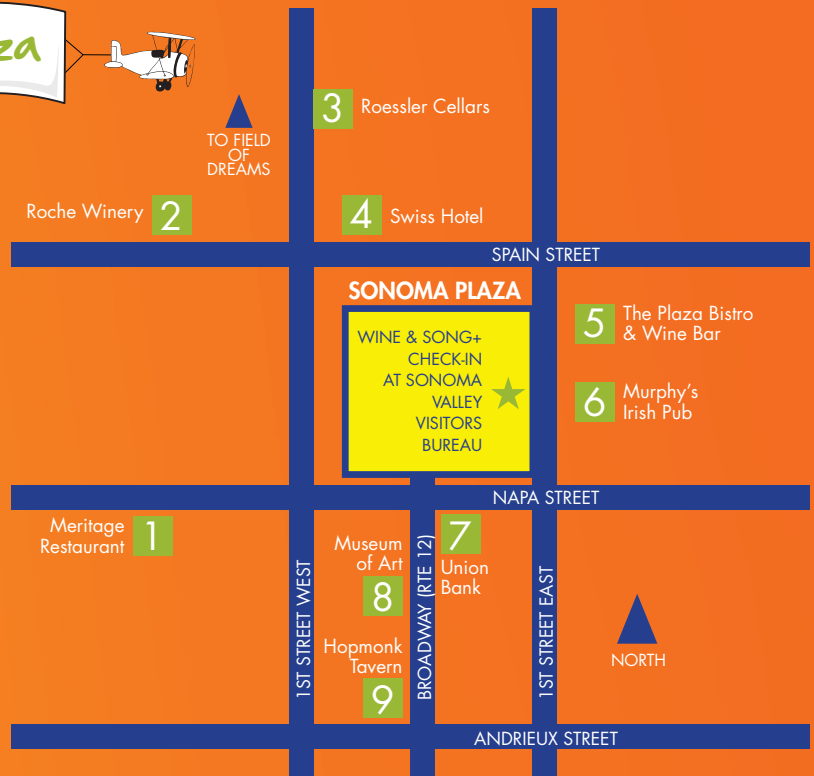 za
3 Roessler Cellars
TO FIELD
OF
DREAMS
Roche Winery 2
4 Swiss Hotel
SPAIN STREET
SONOMA PLAZA
WINE & SONG+
CHECK-IN
AT SONOMA
VALLEY
VISITORS
BUREAU
5 The Plaza Bistro
& Wine Bar
6 Murphy's
Irish Pub
NAPA STREET
Meritage
Restaurant 1
Museum
of Art
8
7
Union
Bank
Hopmonk
Tavern
9
1ST STREET WEST
BROADWAY (RTE 12)
1ST STREET EAST
NORTH
ANDRIEUX STREET